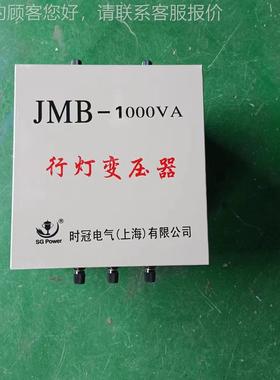 的顾客您好,请联系客服报价
JMB-1000VA
行灯变压器
®
SG Power
时冠电气(上海)有限公司